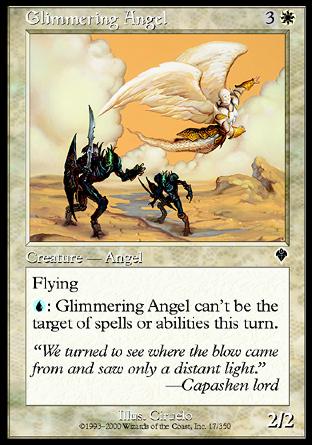 Glimmering Angel 3
Creature — Angel
Flying
: Glimmering Angel can't be the
target of spells or abilities this turn.
"We turned to see where the blow came
from and saw only a distant light."
—Capashen lord
Illus. Ciruelo
2/2
©1993–2000 Wizards of the Coast, Inc. 17/350